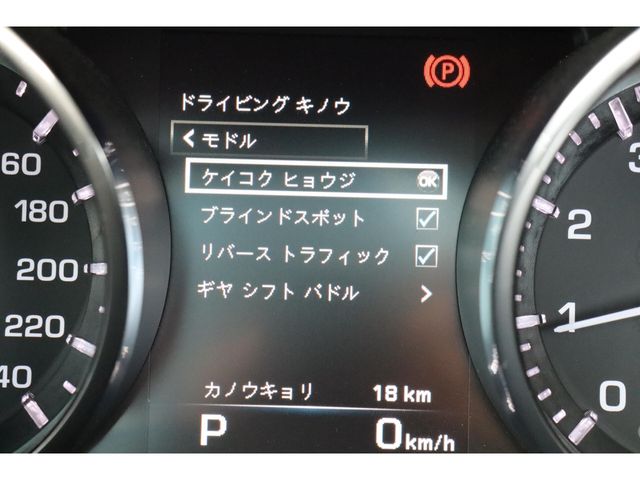 P
ドライビング キノウ
< モドル
ケイコク ヒョウジ OK
ブラインドスポット
リバース トラフィック
ギヤ シフト パドル >
カノウキョリ 18 km
P 0 km/h
60
180
200
220
40
3
2
1
0